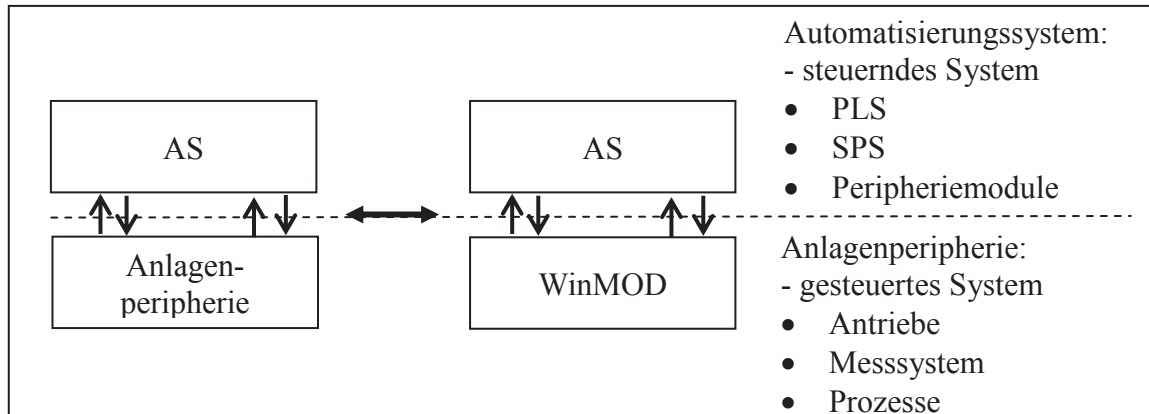 AS
Anlagen-
peripherie
AS
WinMOD
Automatisierungssystem:
- steuerndes System
• PLS
• SPS
• Peripheriemodule
Anlagenperipherie:
- gesteuertes System
• Antriebe
• Messsystem
• Prozesse